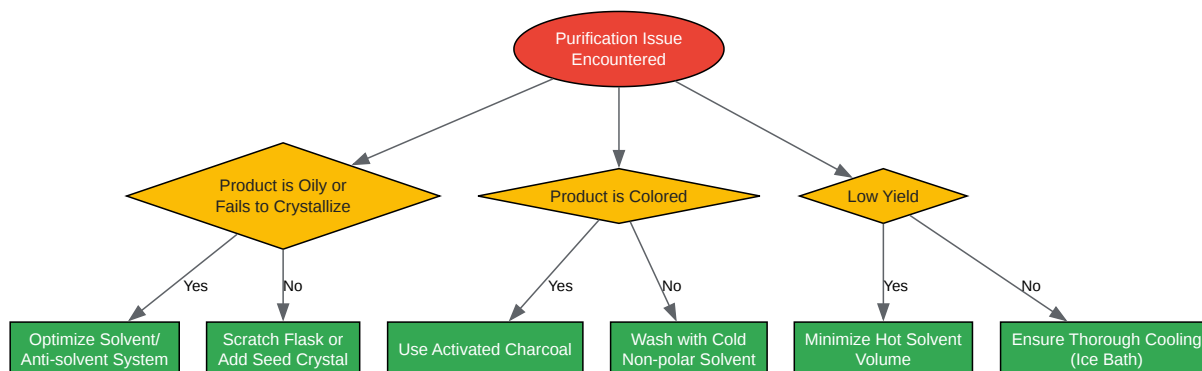 Purification Issue
Encountered
Product is Oily or
Fails to Crystallize
Product is Colored
Low Yield
Yes
No
Yes
No
Yes
No
Optimize Solvent/
Anti-solvent System
Scratch Flask or
Add Seed Crystal
Use Activated Charcoal
Wash with Cold
Non-polar Solvent
Minimize Hot Solvent
Volume
Ensure Thorough Cooling
(Ice Bath)